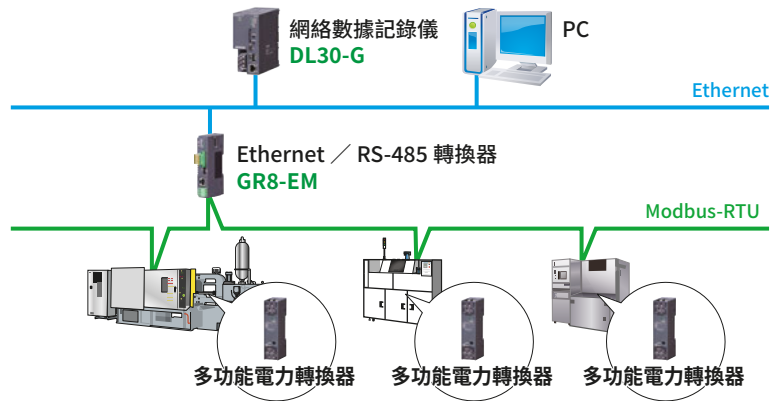 網絡數據記錄儀
DL30-G
PC
Ethernet
Ethernet ／ RS-485 轉換器
GR8-EM
Modbus-RTU
多功能電力轉換器
多功能電力轉換器
多功能電力轉換器